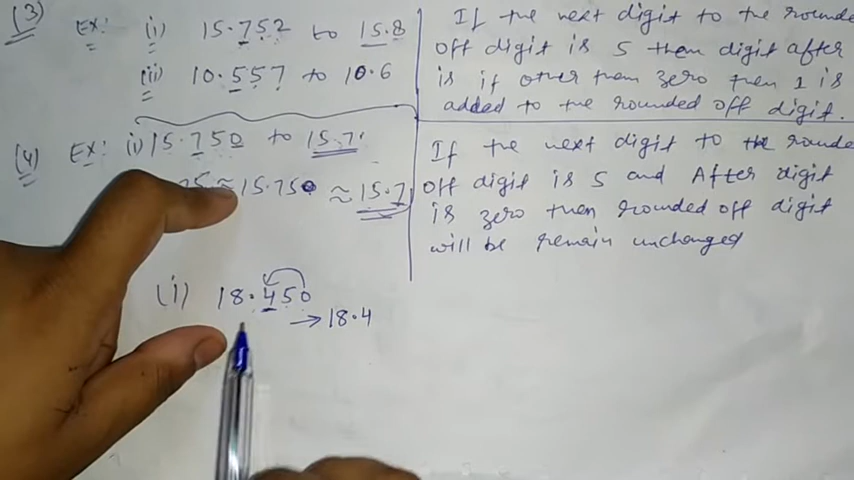 (3) Ex: (i) 15.752 to 15.8
(ii) 10.557 to 10.6
If the next digit to the rounde
off digit is 5 then digit after
is if other than zero then 1 is
added to the rounded off digit.
(4) Ex: (i) 15.750 to 15.7
≈ 15.750 ≈ 15.7
If the next digit to the rounde
off digit is 5 and After digit
is zero then rounded off digit
will be remain unchanged
(i) 18.450
→ 18.4